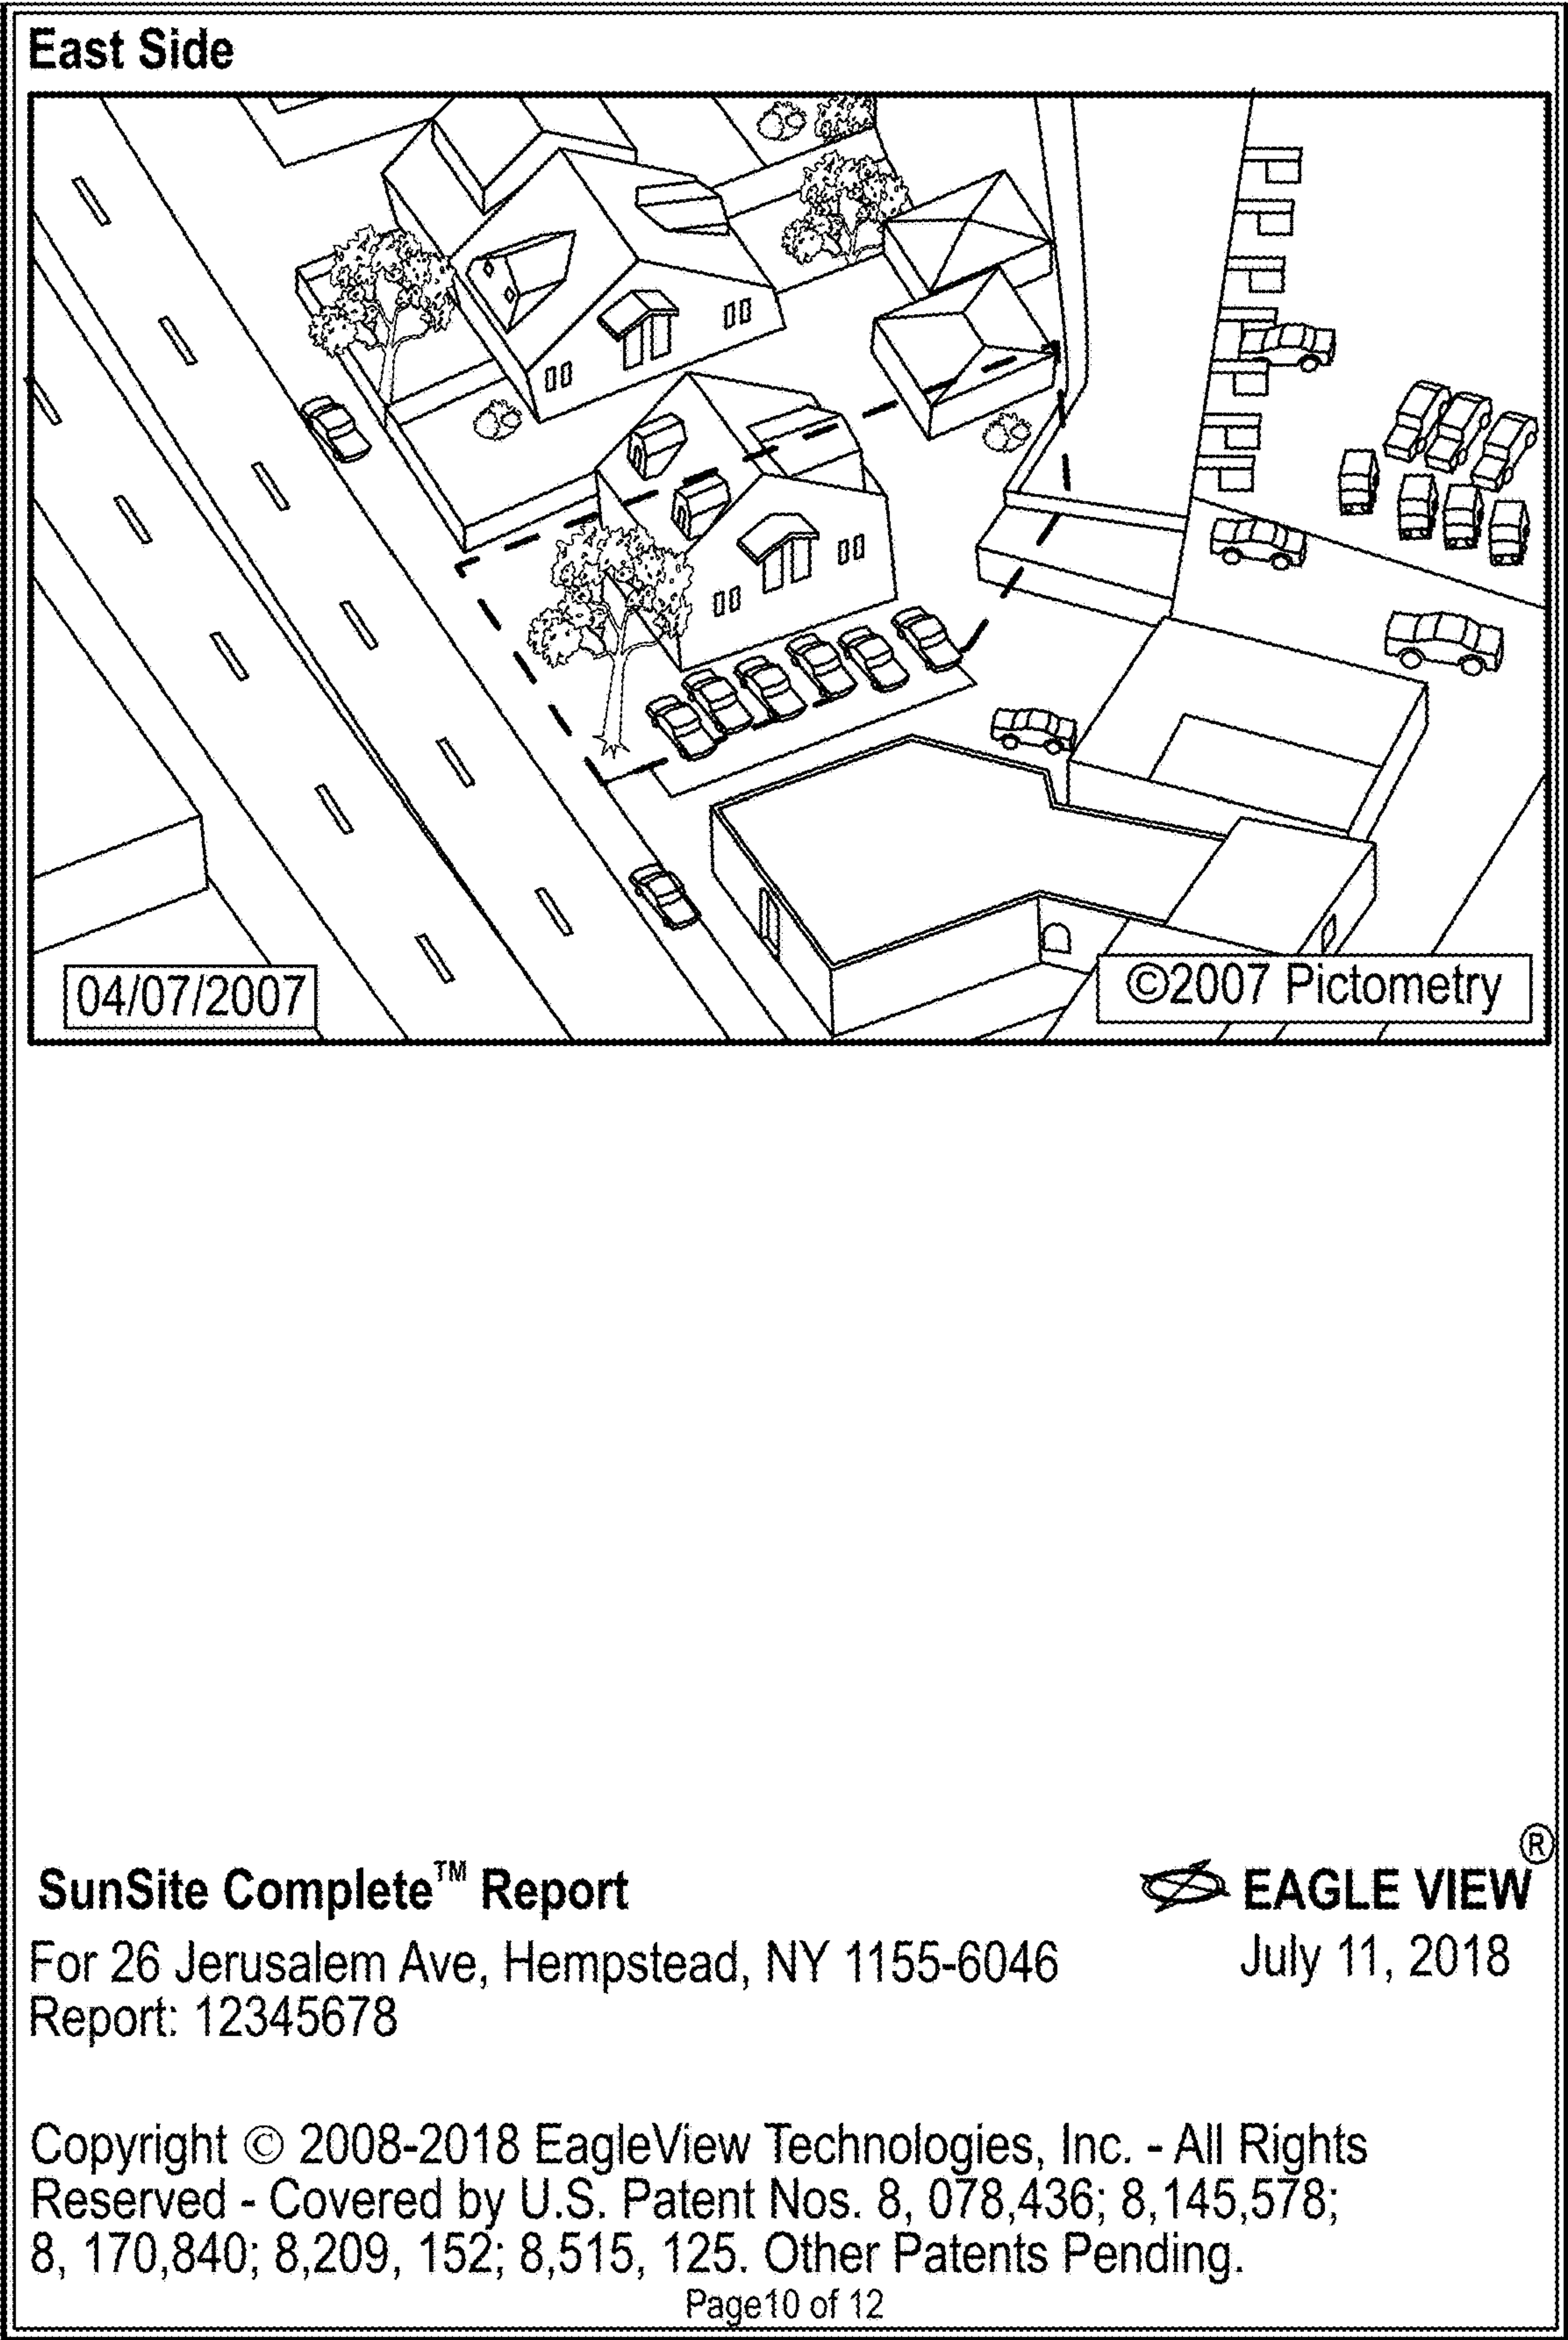 East Side
04/07/2007
©2007 Pictometry
SunSite Complete™ Report
EAGLE VIEW®
For 26 Jerusalem Ave, Hempstead, NY 1155-6046
July 11, 2018
Report: 12345678
Copyright © 2008-2018 EagleView Technologies, Inc. - All Rights
Reserved - Covered by U.S. Patent Nos. 8, 078,436; 8,145,578;
8, 170,840; 8,209, 152; 8,515, 125. Other Patents Pending.
Page10 of 12